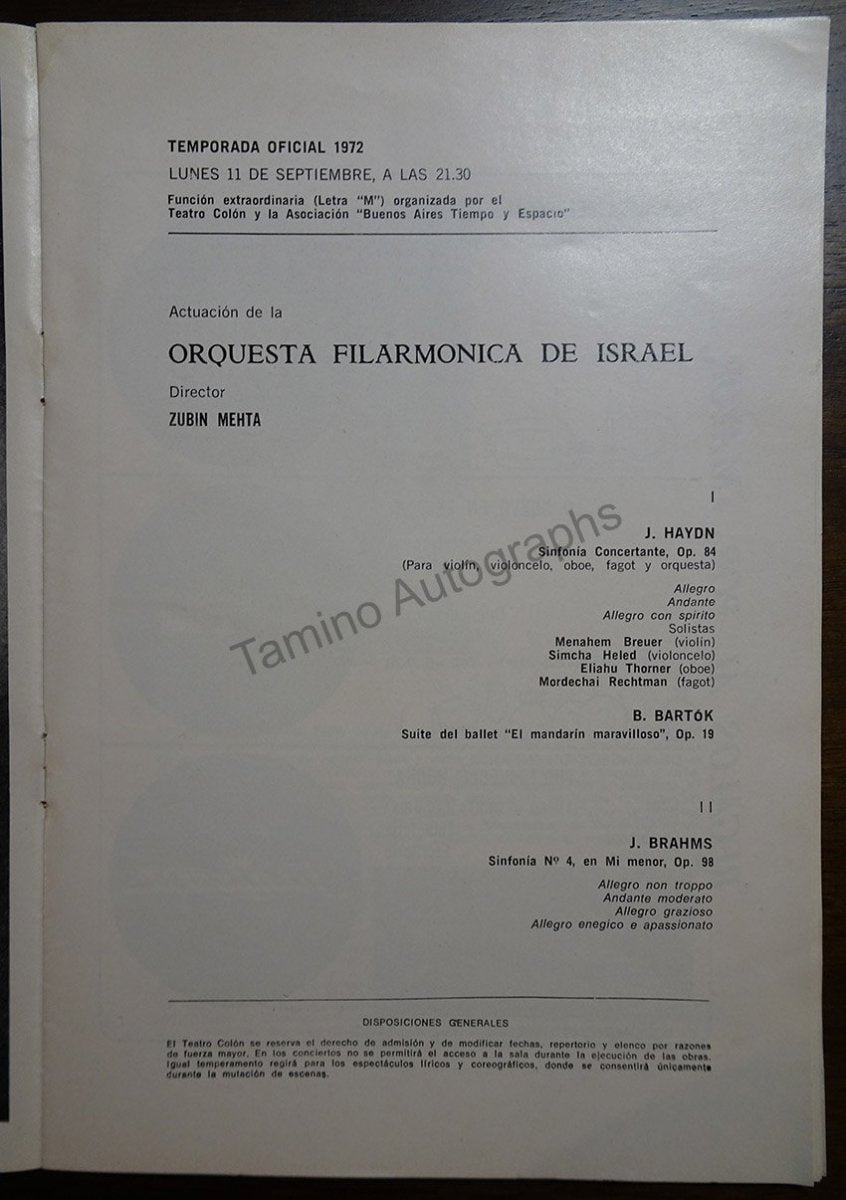 TEMPORADA OFICIAL 1972
LUNES 11 DE SEPTIEMBRE, A LAS 21.30
Función extraordinaria (Letra "M") organizada por el
Teatro Colón y la Asociación "Buenos Aires Tiempo y Espacio"
Actuación de la
ORQUESTA FILARMONICA DE ISRAEL
Director
ZUBIN MEHTA
I
J. HAYDN
Sinfonía Concertante, Op. 84
(Para violín, violoncelo, oboe, fagot y orquesta)
Allegro
Andante
Allegro con spirito
Solistas
Menahem Breuer (violín)
Simcha Heled (violoncelo)
Eliahu Thorner (oboe)
Mordechai Rechtman (fagot)
B. BARTÓK
Suite del ballet "El mandarín maravilloso", Op. 19
II
J. BRAHMS
Sinfonía Nº 4, en Mi menor, Op. 98
Allegro non troppo
Andante moderato
Allegro grazioso
Allegro enegico e apassionato
DISPOSICIONES GENERALES
El Teatro Colón se reserva el derecho de admisión y de modificar fechas, repertorio y elenco por razones
de fuerza mayor. En los conciertos no se permitirá el acceso a la sala durante la ejecución de las obras.
Igual temperamento regirá para los espectáculos líricos y coreográficos, donde se consentirá únicamente
durante la mutación de escenas.
Tamino Autographs